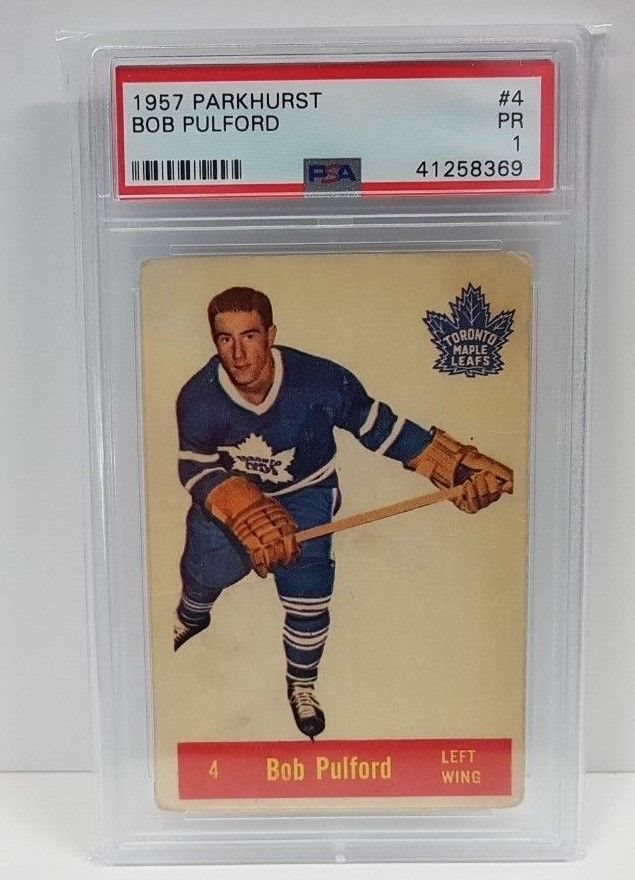 1957 PARKHURST #4
BOB PULFORD PR
1
PSA 41258369
TORONTO
MAPLE
LEAFS
4 Bob Pulford LEFT
WING